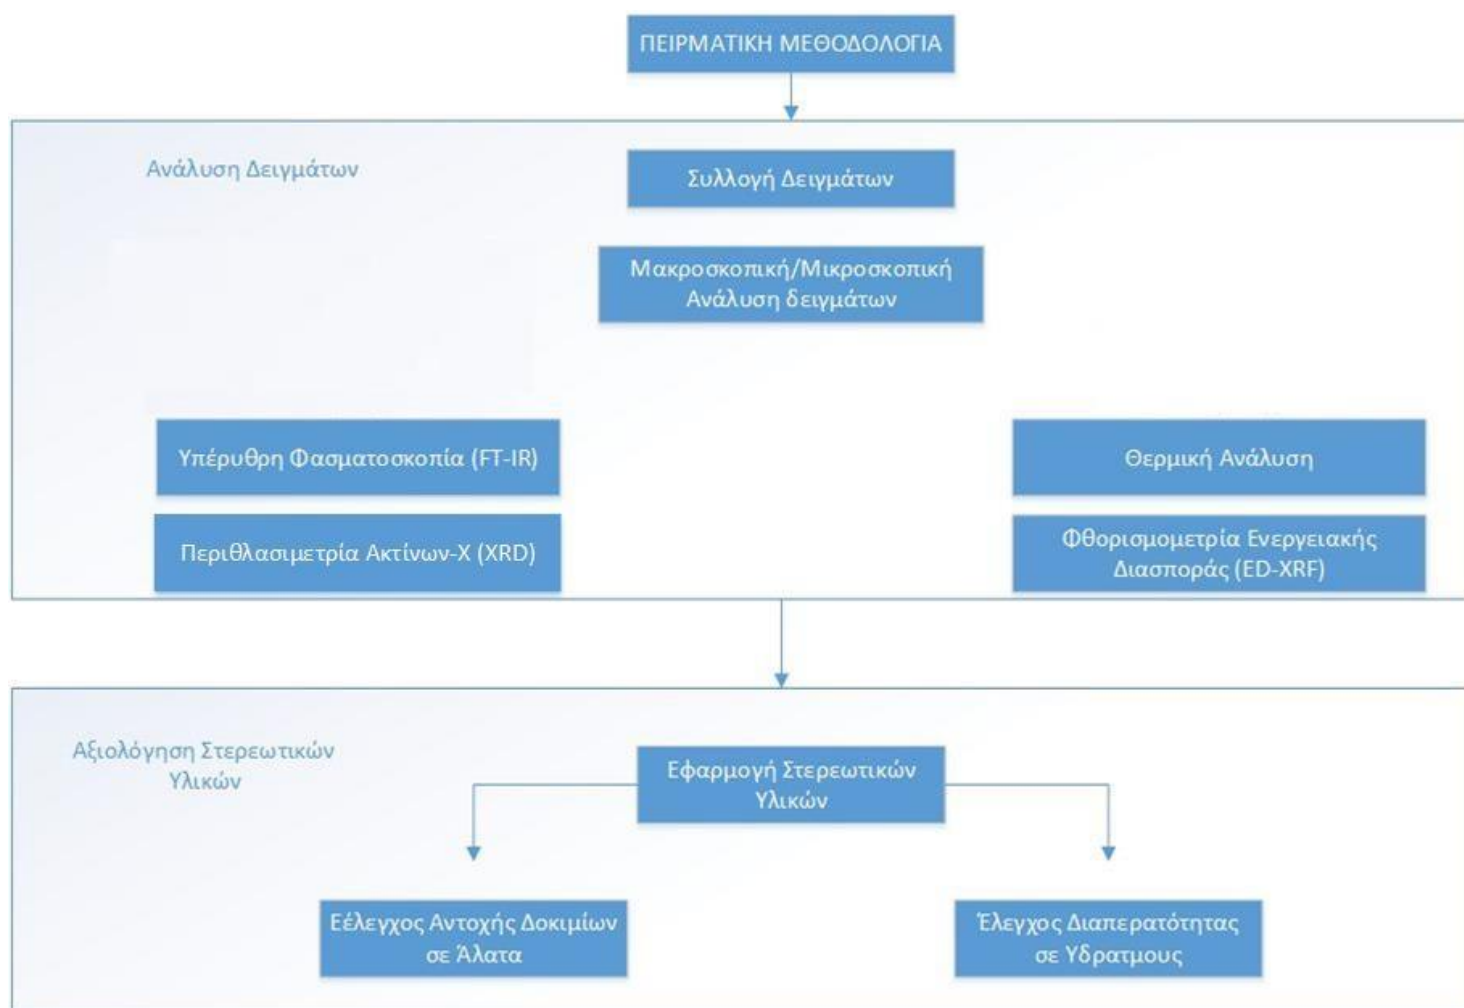 ΠΕΙΡΜΑΤΙΚΗ ΜΕΘΟΔΟΛΟΓΙΑ
Ανάλυση Δειγμάτων
Συλλογή Δειγμάτων
Μακροσκοπική/Μικροσκοπική
Ανάλυση δειγμάτων
Υπέρυθρη Φασματοσκοπία (FT-IR)
Θερμική Ανάλυση
Περιθλασιμετρία Ακτίνων-Χ (XRD)
Φθορισμομετρία Ενεργειακής
Διασποράς (ED-XRF)
Αξιολόγηση Στερεωτικών
Υλικών
Εφαρμογή Στερεωτικών
Υλικών
Εέλεγχος Αντοχής Δοκιμίων
σε Άλατα
Έλεγχος Διαπερατότητας
σε Υδρατμους